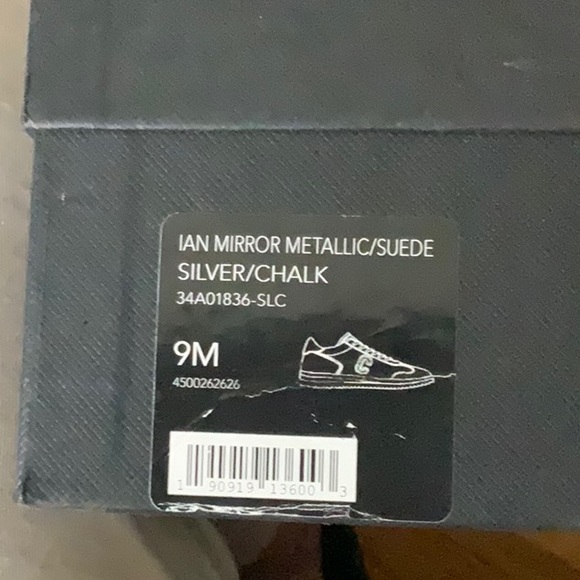 IAN MIRROR METALLIC/SUEDE
SILVER/CHALK
34A01836-SLC
9M
4500262626
C
1 90919 13600 3